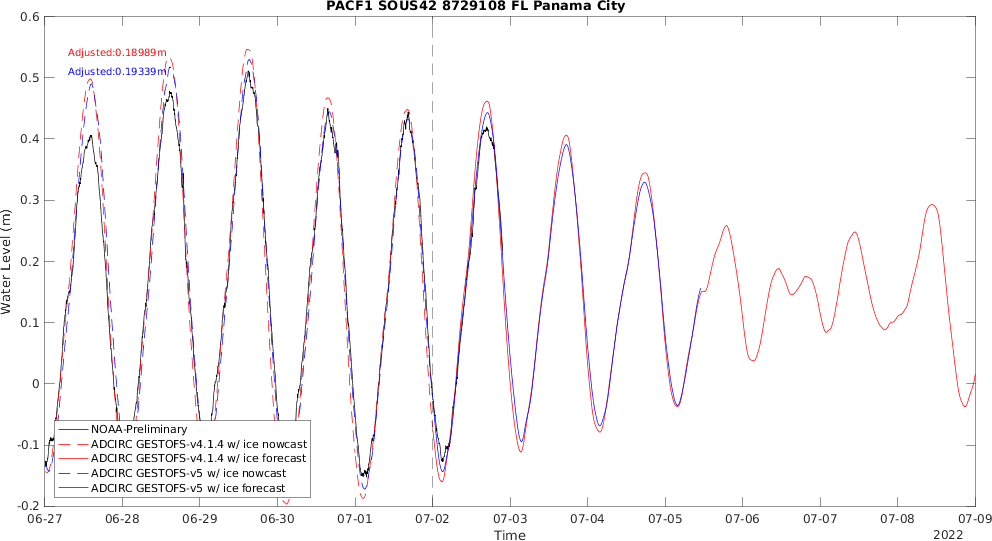 PACF1 SOUS42 8729108 FL Panama City
0.6
0.5
0.4
0.3
0.2
0.1
0
-0.1
-0.2
Water Level (m)
Adjusted:0.18989m
Adjusted:0.19339m
NOAA-Preliminary
ADCIRC GESTOFS-v4.1.4 w/ ice nowcast
ADCIRC GESTOFS-v4.1.4 w/ ice forecast
ADCIRC GESTOFS-v5 w/ ice nowcast
ADCIRC GESTOFS-v5 w/ ice forecast
06-27 06-28 06-29 06-30 07-01 07-02 07-03 07-04 07-05 07-06 07-07 07-08 07-09
Time
2022